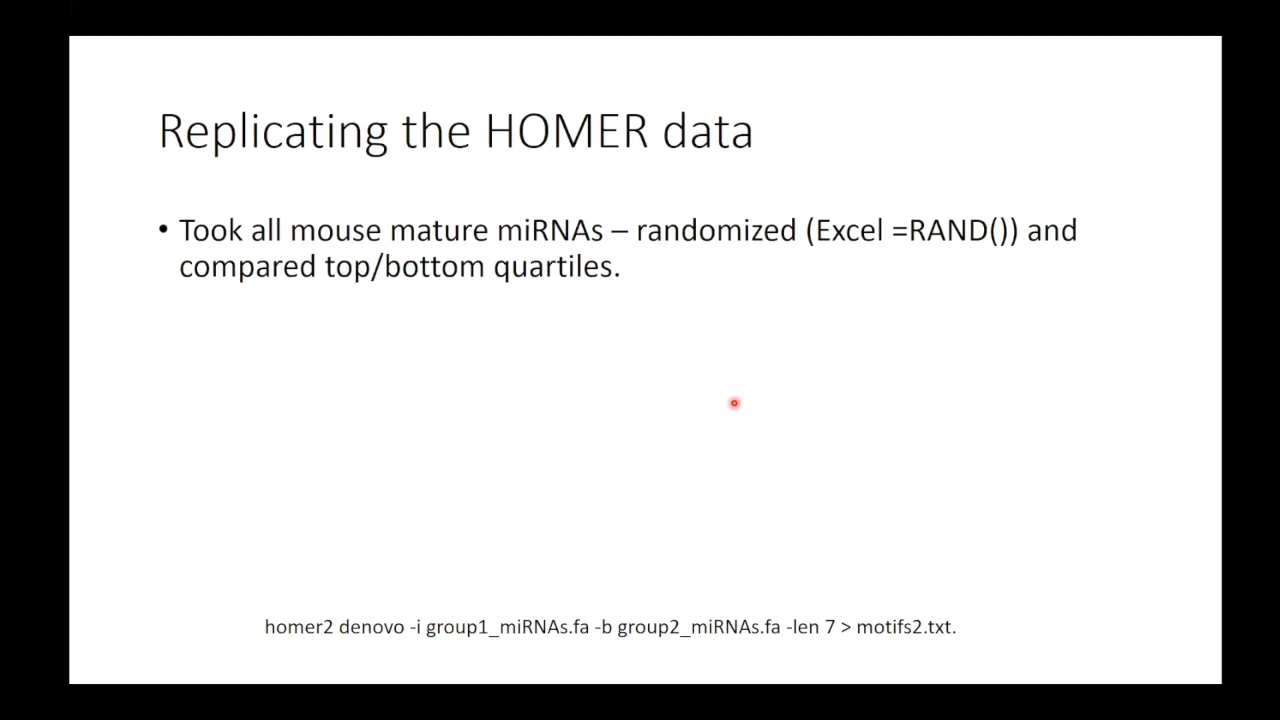 Replicating the HOMER data
• Took all mouse mature miRNAs – randomized (Excel =RAND()) and
compared top/bottom quartiles.
homer2 denovo -i group1_miRNAs.fa -b group2_miRNAs.fa -len 7 > motifs2.txt.